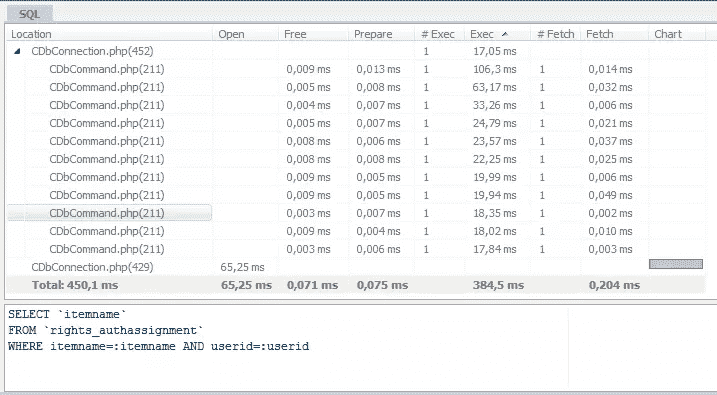 SQL
Location Open Free Prepare # Exec Exec # Fetch Fetch Chart
CDbConnection.php(452) 1 17,05 ms
CDbCommand.php(211) 0,009 ms 0,013 ms 1 106,3 ms 1 0,014 ms
CDbCommand.php(211) 0,005 ms 0,008 ms 1 63,17 ms 1 0,032 ms
CDbCommand.php(211) 0,004 ms 0,007 ms 1 33,26 ms 1 0,006 ms
CDbCommand.php(211) 0,005 ms 0,007 ms 1 24,79 ms 1 0,021 ms
CDbCommand.php(211) 0,008 ms 0,006 ms 1 23,57 ms 1 0,037 ms
CDbCommand.php(211) 0,008 ms 0,008 ms 1 22,25 ms 1 0,025 ms
CDbCommand.php(211) 0,009 ms 0,005 ms 1 19,99 ms 1 0,006 ms
CDbCommand.php(211) 0,009 ms 0,005 ms 1 19,94 ms 1 0,049 ms
CDbCommand.php(211) 0,003 ms 0,007 ms 1 18,35 ms 1 0,002 ms
CDbCommand.php(211) 0,009 ms 0,004 ms 1 18,02 ms 1 0,010 ms
CDbCommand.php(211) 0,003 ms 0,006 ms 1 17,84 ms 1 0,003 ms
CDbConnection.php(429) 65,25 ms
Total: 450,1 ms 65,25 ms 0,071 ms 0,075 ms 384,5 ms 0,204 ms
SELECT `itemname`
FROM `rights_authassignment`
WHERE itemname=:itemname AND userid=:userid